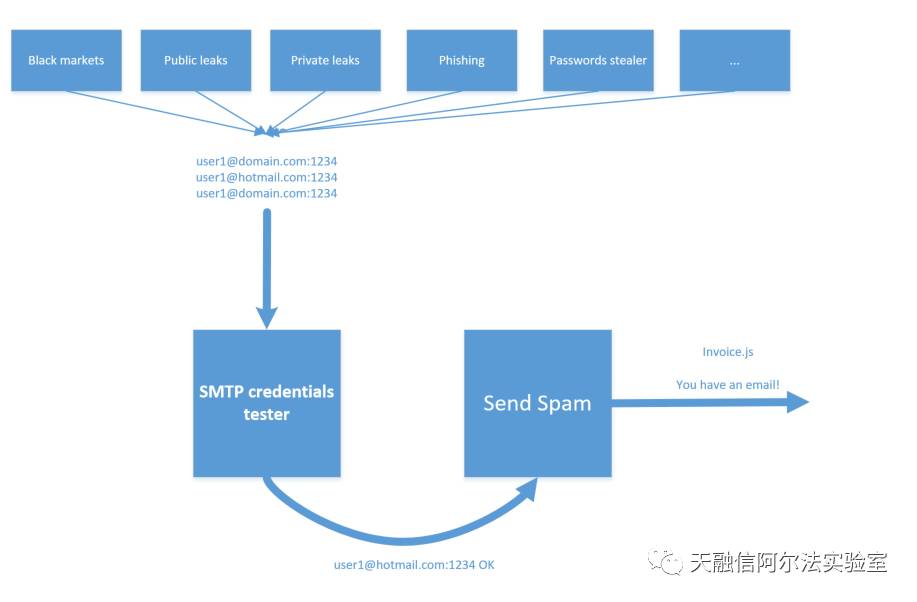 Black markets
Public leaks
Private leaks
Phishing
Passwords stealer
...
user1@domain.com:1234
user1@hotmail.com:1234
user1@domain.com:1234
SMTP credentials
tester
Send Spam
Invoice.js
You have an email!
user1@hotmail.com:1234 OK
天融信阿尔法实验室